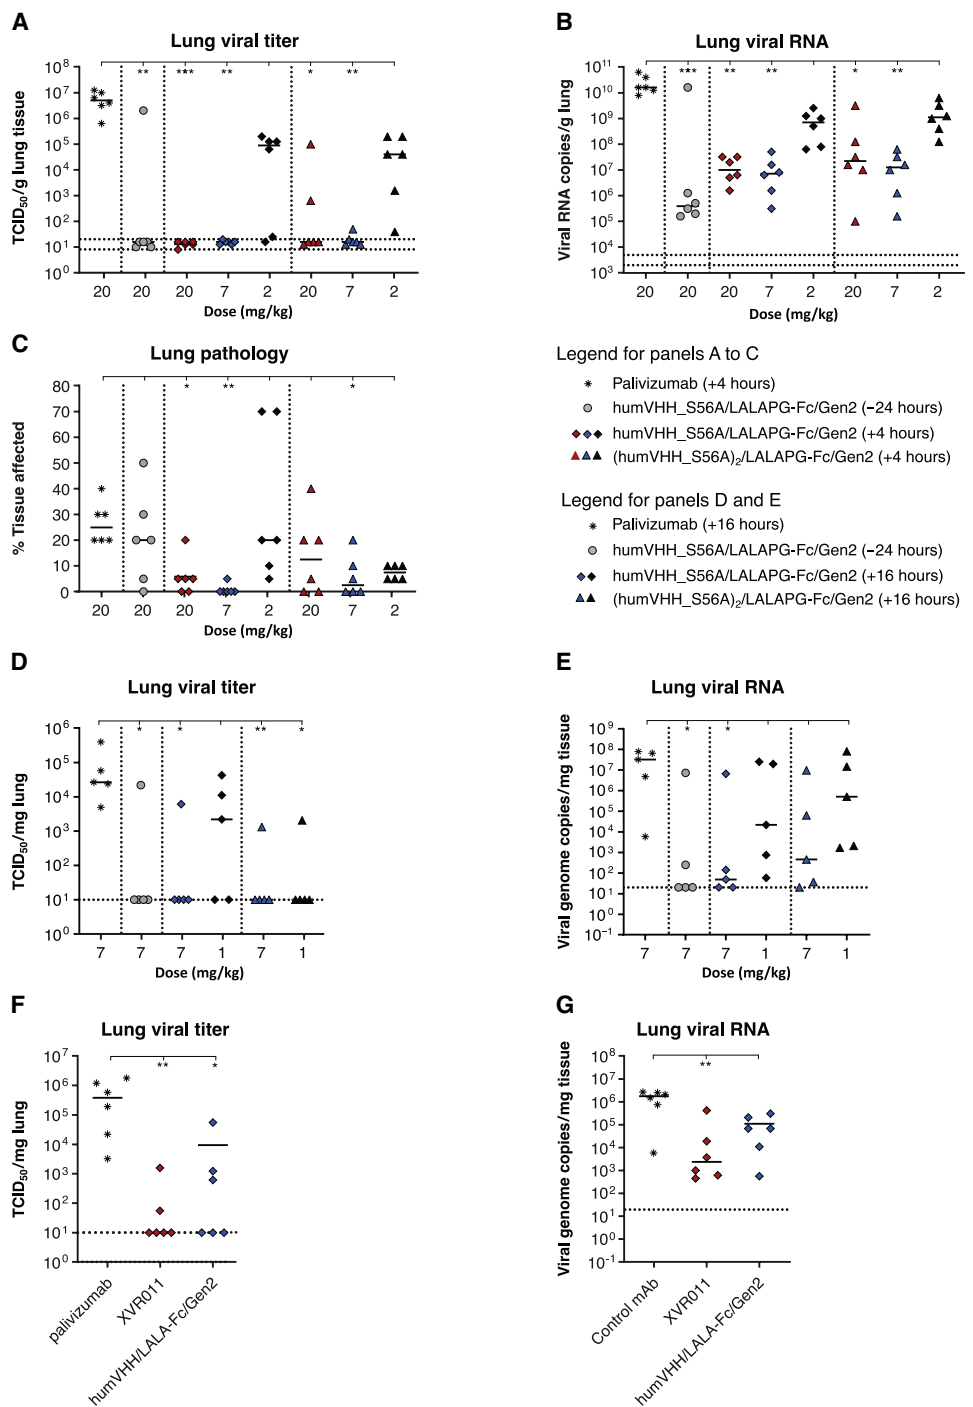 A
Lung viral titer
TCID50/g lung tissue
10^8
10^7
10^6
10^5
10^4
10^3
10^2
10^1
10^0
** *** ** * **
20 20 20 7 2 20 7 2
Dose (mg/kg)
B
Lung viral RNA
Viral RNA copies/g lung
10^11
10^10
10^9
10^8
10^7
10^6
10^5
10^4
10^3
*** ** ** * **
20 20 20 7 2 20 7 2
Dose (mg/kg)
C
Lung pathology
% Tissue affected
80
70
60
50
40
30
20
10
0
* ** *
20 20 20 7 2 20 7 2
Dose (mg/kg)
Legend for panels A to C
Palivizumab (+4 hours)
humVHH_S56A/LALAPG-Fc/Gen2 (−24 hours)
humVHH_S56A/LALAPG-Fc/Gen2 (+4 hours)
(humVHH_S56A)2/LALAPG-Fc/Gen2 (+4 hours)
Legend for panels D and E
Palivizumab (+16 hours)
humVHH_S56A/LALAPG-Fc/Gen2 (−24 hours)
humVHH_S56A/LALAPG-Fc/Gen2 (+16 hours)
(humVHH_S56A)2/LALAPG-Fc/Gen2 (+16 hours)
D
Lung viral titer
TCID50/mg lung
10^6
10^5
10^4
10^3
10^2
10^1
10^0
* * ** *
7 7 7 1 7 1
Dose (mg/kg)
E
Lung viral RNA
Viral genome copies/mg tissue
10^9
10^8
10^7
10^6
10^5
10^4
10^3
10^2
10^1
10^0
10^−1
* *
7 7 7 1 7 1
Dose (mg/kg)
F
Lung viral titer
TCID50/mg lung
10^7
10^6
10^5
10^4
10^3
10^2
10^1
10^0
** *
palivizumab
XVR011
humVHH/LALA-Fc/Gen2
G
Lung viral RNA
Viral genome copies/mg tissue
10^8
10^7
10^6
10^5
10^4
10^3
10^2
10^1
10^0
10^-1
**
Control mAb
XVR011
humVHH/LALA-Fc/Gen2